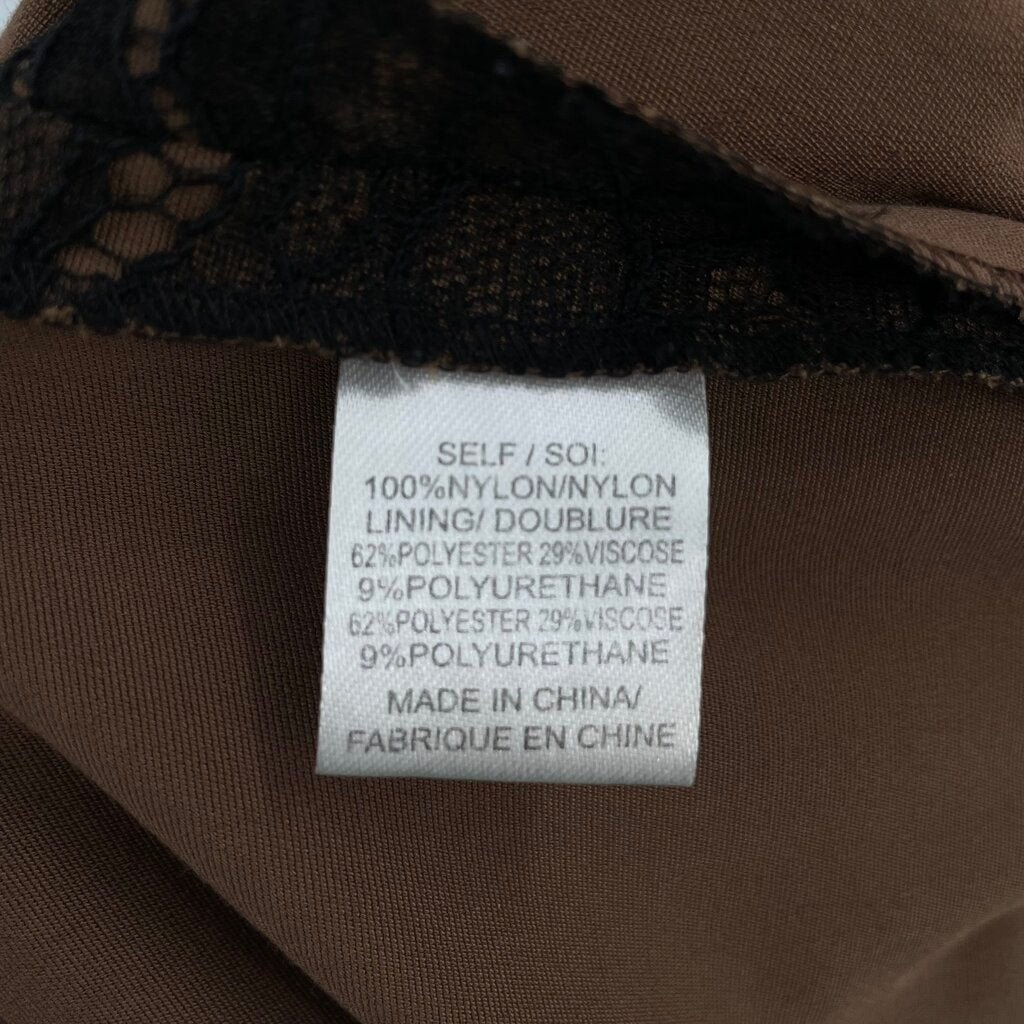 SELF / SOI:
100%NYLON/NYLON
LINING/ DOUBLURE
62%POLYESTER 29%VISCOSE
9%POLYURETHANE
62%POLYESTER 29%VISCOSE
9%POLYURETHANE
MADE IN CHINA/
FABRIQUE EN CHINE